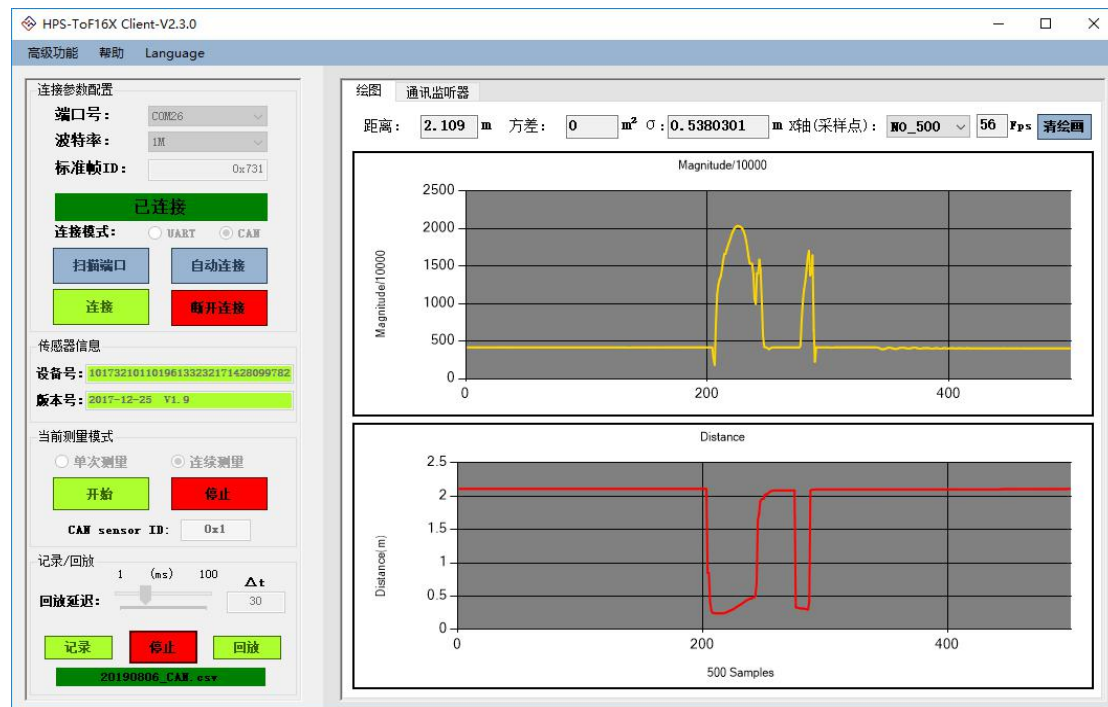 HPS-ToF16X Client-V2.3.0
高级功能 帮助 Language
连接参数配置
端口号： COM26
波特率： 1M
标准帧ID： 0x731
已连接
连接模式： UART CAN
扫描端口 自动连接
连接 断开连接
传感器信息
设备号： 10173210110196133232171428099782
版本号： 2017-12-25 V1.9
当前测量模式
单次测量 连续测量
开始 停止
CAN sensor ID: 0x1
记录/回放
1 (ms) 100 Δt
回放延迟： 30
记录 停止 回放
20190806_CAN.csv
绘图 通讯监听器
距离： 2.109 m 方差： 0 m² σ: 0.5380301 m X轴(采样点)： NO_500 56 Fps 清绘画
Magnitude/10000
Magnitude/10000
2500
2000
1500
1000
500
0
0 200 400
Distance
Distance(m)
2.5
2
1.5
1
0.5
0
0 200 400
500 Samples